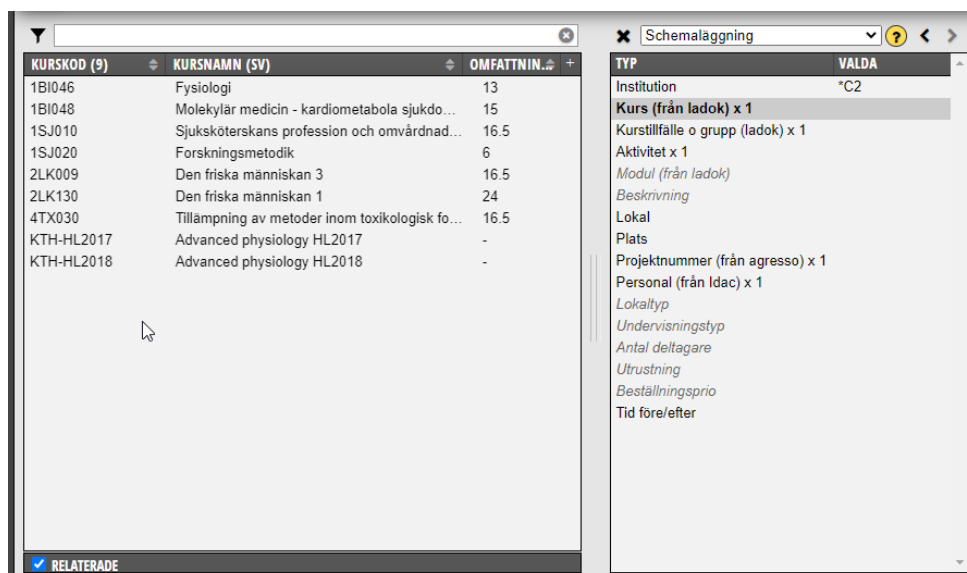 KURSKOD (9) KURSNAMN (SV) OMFATTNIN... +
1BI046 Fysiologi 13
1BI048 Molekylär medicin - kardiometabola sjukdo... 15
1SJ010 Sjuksköterskans profession och omvårdnad... 16.5
1SJ020 Forskningsmetodik 6
2LK009 Den friska människan 3 16.5
2LK130 Den friska människan 1 24
4TX030 Tillämpning av metoder inom toxikologisk fo... 16.5
KTH-HL2017 Advanced physiology HL2017 -
KTH-HL2018 Advanced physiology HL2018 -
RELATERADE
Schemaläggning ?
TYP VALDA
Institution *C2
Kurs (från ladok) x 1
Kurstillfälle o grupp (ladok) x 1
Aktivitet x 1
Modul (från ladok)
Beskrivning
Lokal
Plats
Projektnummer (från agresso) x 1
Personal (från Idac) x 1
Lokaltyp
Undervisningstyp
Antal deltagare
Utrustning
Beställningsprio
Tid före/efter